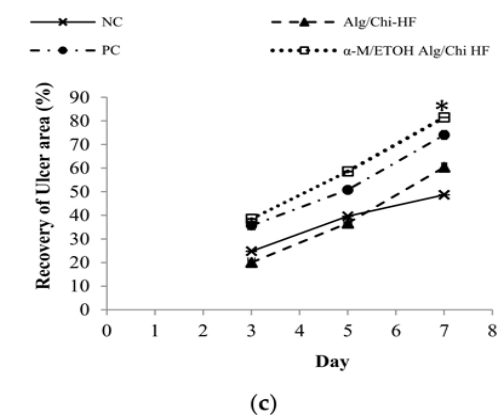 NC
Alg/Chi-HF
PC
α-M/ETOH Alg/Chi HF
Recovery of Ulcer area (%)
90
80
70
60
50
40
30
20
10
0
*
0 1 2 3 4 5 6 7 8
Day
(c)